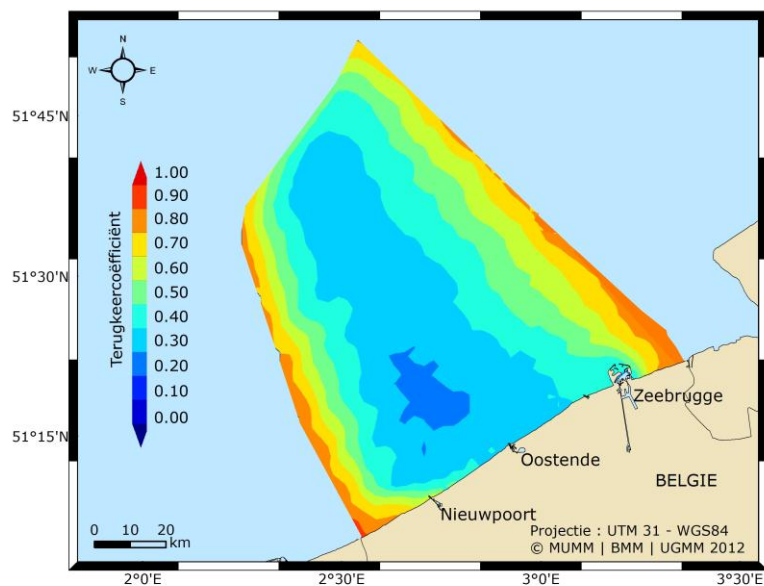 N
W E
S
51°45'N
51°30'N
51°15'N
Terugkeercoëfficiënt
1.00
0.90
0.80
0.70
0.60
0.50
0.40
0.30
0.20
0.10
0.00
Zeebrugge
Oostende
BELGIE
Nieuwpoort
0 10 20
km
Projectie : UTM 31 - WGS84
© MUMM | BMM | UGMM 2012
2°0'E 2°3'E 3°0'E 3°30'E